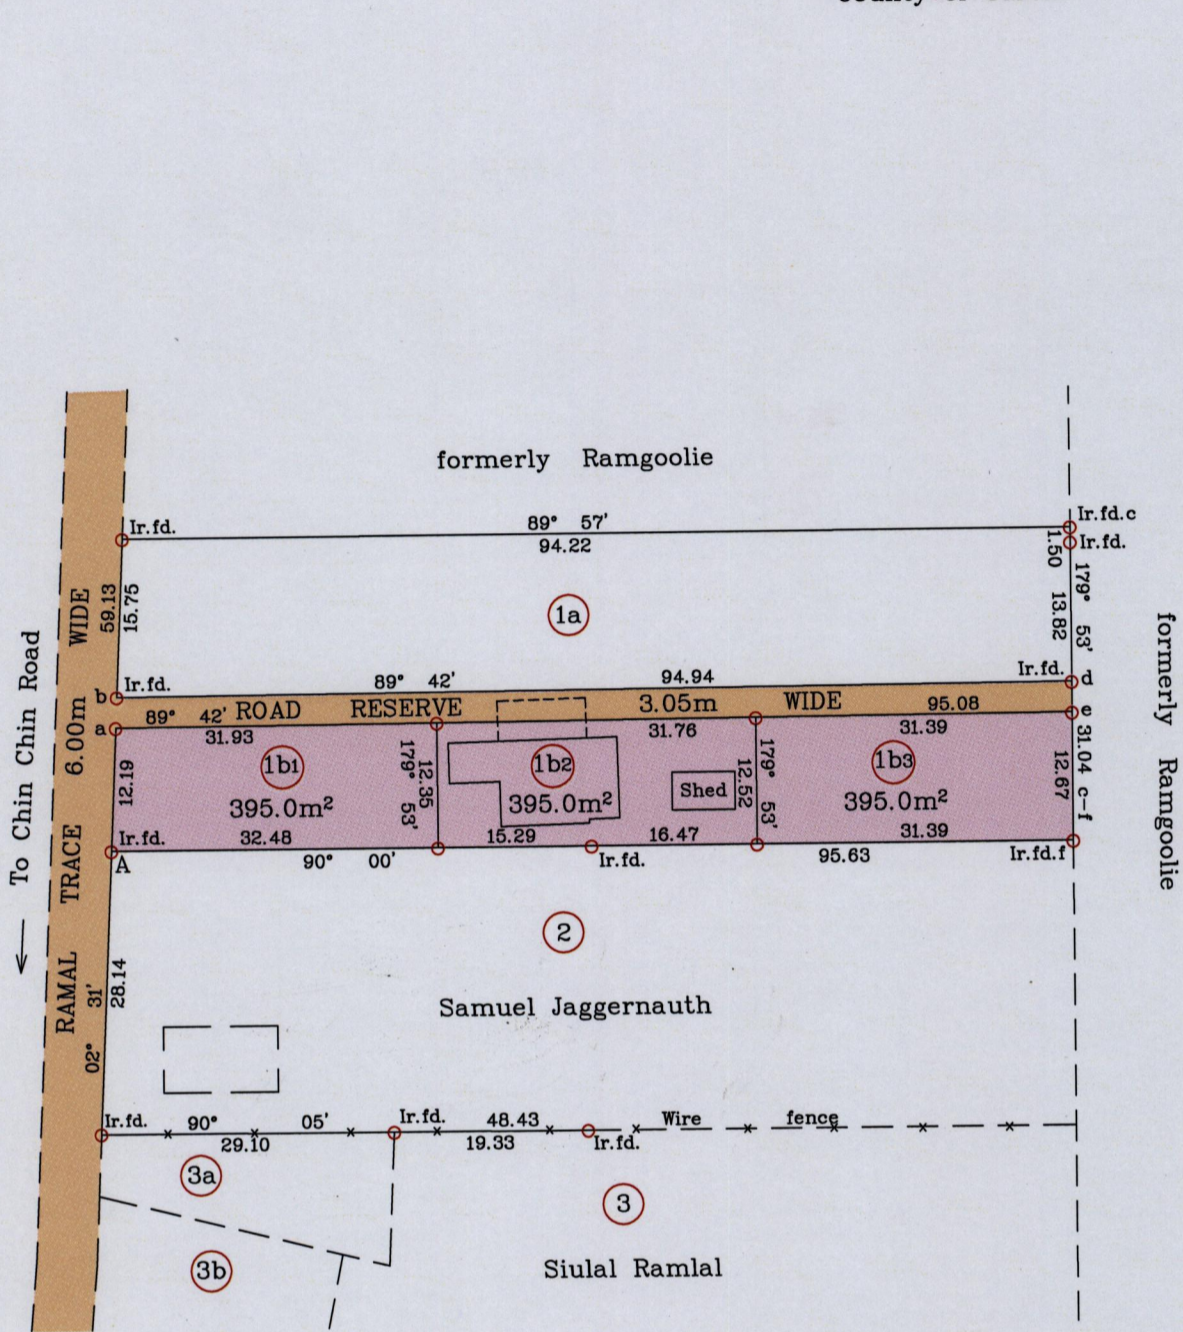 formerly Ramgoolie
Ir.fd.
89° 57'
94.22
Ir.fd.c
Ir.fd.
1.50
179° 53'
13.82
59.13
15.75
1a
WIDE
b
Ir.fd.
89° 42'
94.94
Ir.fd.
d
a
89° 42'
ROAD RESERVE
3.05m
WIDE
95.08
e
31.93
31.76
31.39
1b1
1b2
1b3
12.19
179° 53'
12.35
12.52
179° 53'
12.67
31.04 c-f
395.0m²
395.0m²
Shed
395.0m²
Ir.fd.
32.48
15.29
16.47
31.39
A
90° 00'
Ir.fd.
95.63
Ir.fd.f
formerly Ramgoolie
To Chin Chin Road
RAMAL TRACE 6.00m
2
Samuel Jaggernauth
02° 31'
28.14
Ir.fd.
90° 05'
Ir.fd.
48.43
Wire fence
29.10
19.33
Ir.fd.
3a
3
3b
Siulal Ramlal